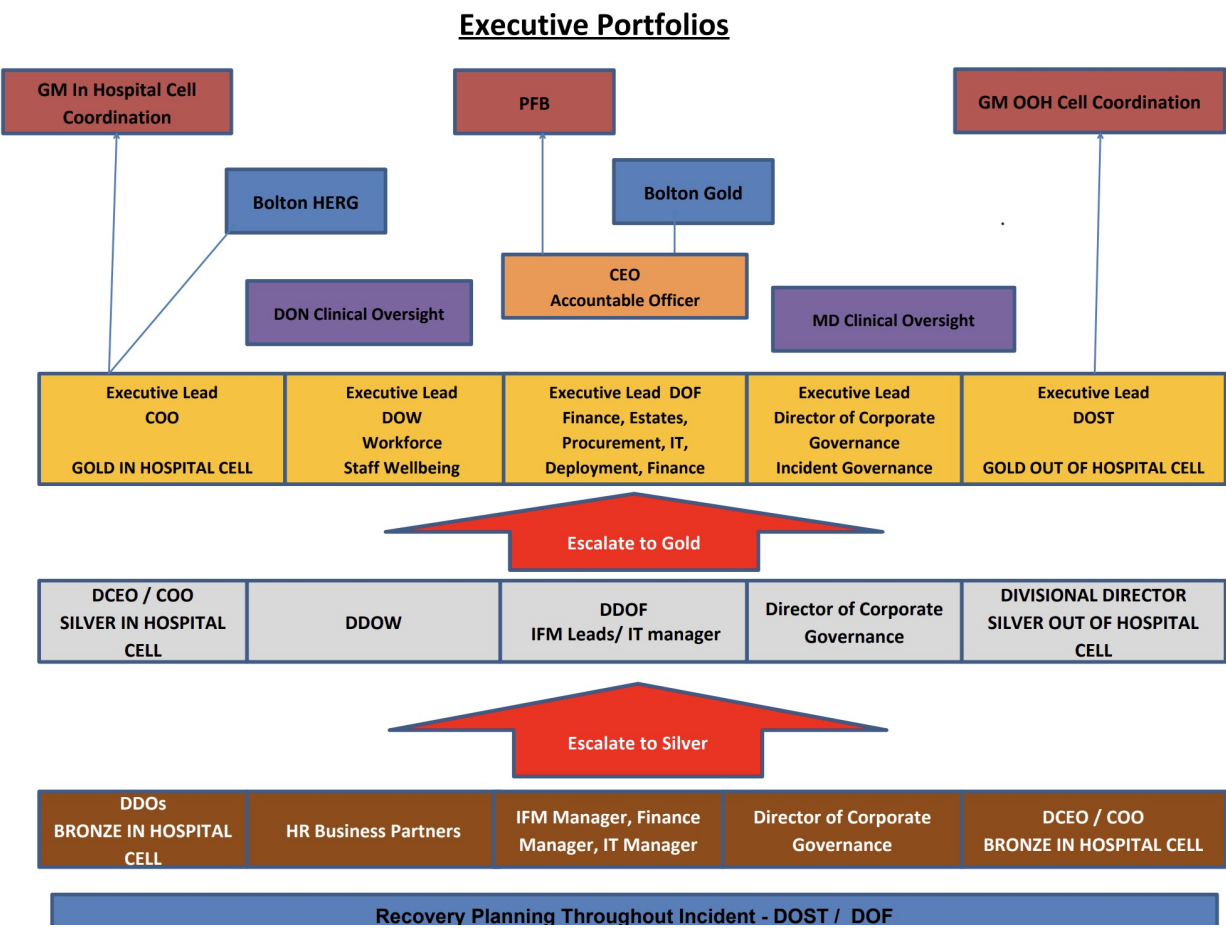 Executive Portfolios
GM In Hospital Cell
Coordination
PFB
GM OOH Cell Coordination
Bolton HERG
Bolton Gold
CEO
Accountable Officer
DON Clinical Oversight
MD Clinical Oversight
Executive Lead
COO
GOLD IN HOSPITAL CELL
Executive Lead
DOW
Workforce
Staff Wellbeing
Executive Lead DOF
Finance, Estates,
Procurement, IT,
Deployment, Finance
Executive Lead
Director of Corporate
Governance
Incident Governance
Executive Lead
DOST
GOLD OUT OF HOSPITAL CELL
Escalate to Gold
DCEO / COO
SILVER IN HOSPITAL
CELL
DDOW
DDOF
IFM Leads/ IT manager
Director of Corporate
Governance
DIVISIONAL DIRECTOR
SILVER OUT OF HOSPITAL
CELL
Escalate to Silver
DDOs
BRONZE IN HOSPITAL
CELL
HR Business Partners
IFM Manager, Finance
Manager, IT Manager
Director of Corporate
Governance
DCEO / COO
BRONZE IN HOSPITAL CELL
Recovery Planning Throughout Incident - DOST / DOF